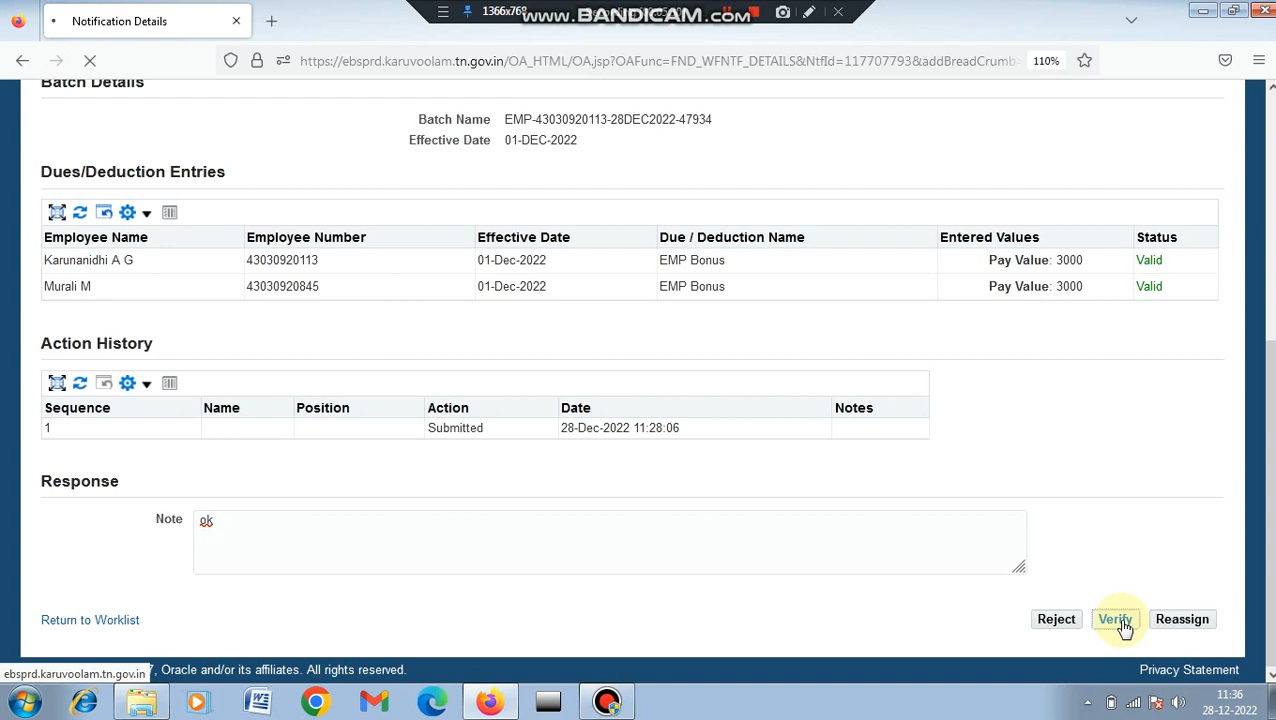 Notification Details
1366x768
www.BANDICAM.com
https://ebsprd.karuvoolam.tn.gov.in/OA_HTML/OA.jsp?OAFunc=FND_WFNTF_DETAILS&NtfId=117707793&addBreadCrumb=
110%
Batch Details
Batch Name EMP-43030920113-28DEC2022-47934
Effective Date 01-DEC-2022
Dues/Deduction Entries
Employee Name Employee Number Effective Date Due / Deduction Name Entered Values Status
Karunanidhi A G 43030920113 01-Dec-2022 EMP Bonus Pay Value: 3000 Valid
Murali M 43030920845 01-Dec-2022 EMP Bonus Pay Value: 3000 Valid
Action History
Sequence Name Position Action Date Notes
1 Submitted 28-Dec-2022 11:28:06
Response
Note ok
Return to Worklist Reject Verify Reassign
ebsprd.karuvoolam.tn.gov.in 7, Oracle and/or its affiliates. All rights reserved. Privacy Statement
11:36
28-12-2022